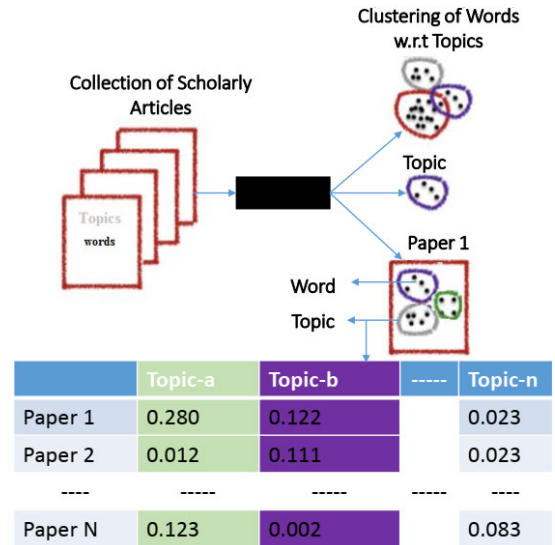 Clustering of Words
w.r.t Topics
Collection of Scholarly
Articles
Topics
words
Topic
Paper 1
Word
Topic
Topic-a Topic-b ----- Topic-n
Paper 1 0.280 0.122 0.023
Paper 2 0.012 0.111 0.023
---- ----- ----- ----- -----
Paper N 0.123 0.002 0.083